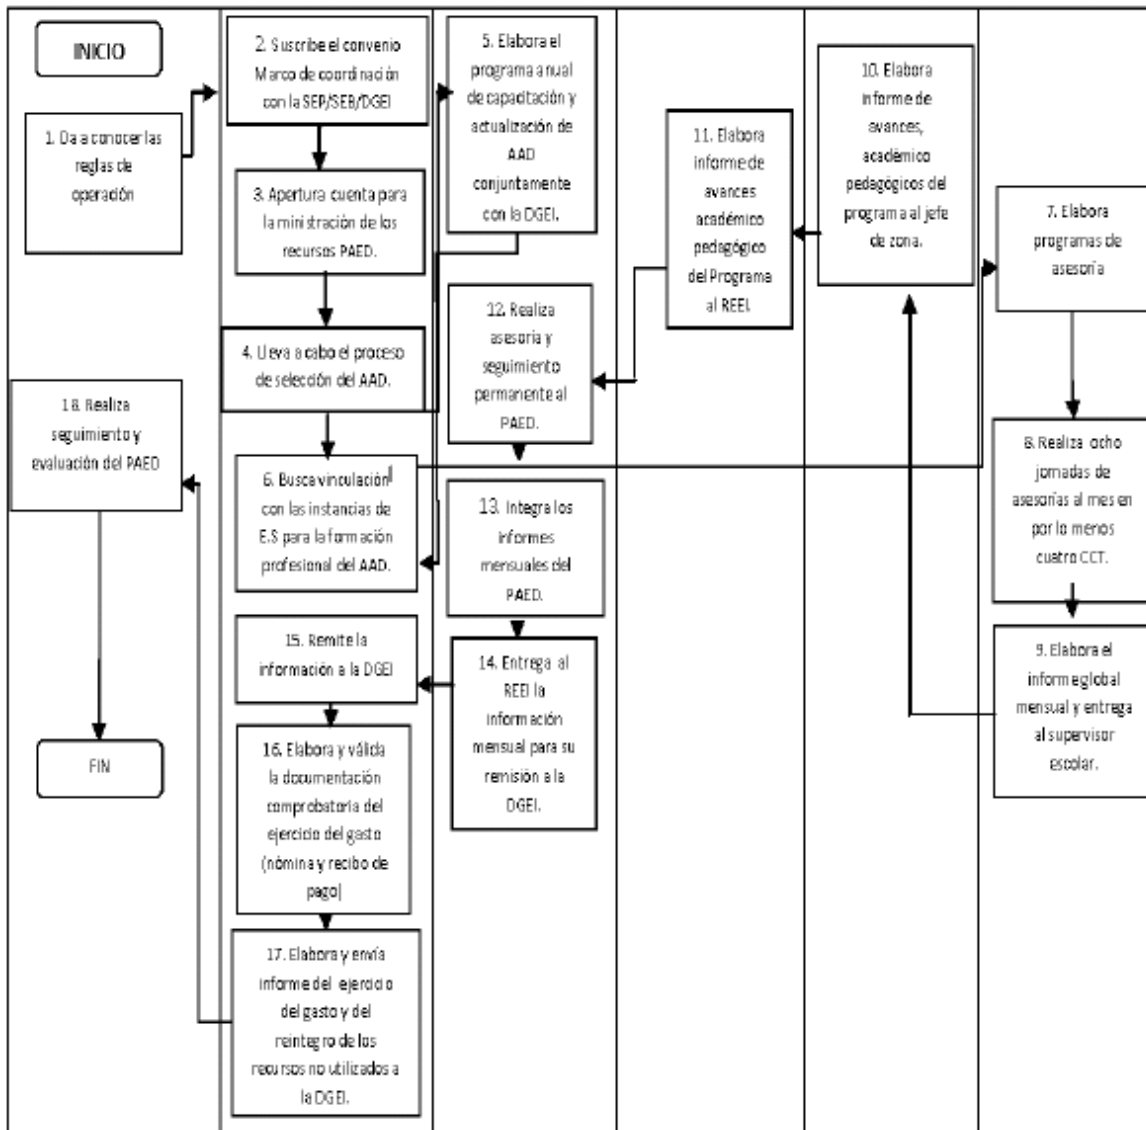 INICIO
1. Da a conocer las
reglas de
operación
2. Suscribe el convenio
Marco de coordinación
con la SEP/SEB/DGEI
3. Apertura cuenta para
la ministración de los
recursos PAED.
4. Lleva a cabo el proceso
de selección del AAD.
5. Elabora el
programa anual
de capacitación y
actualización de
AAD
conjuntamente
con la DGEI.
6. Busca vinculación
con las instancias de
E.S para la formación
profesional del AAD.
7. Elabora
programas de
asesoría
8. Realiza ocho
jornadas de
asesorías al mes en
por lo menos
cuatro CCT.
9. Elabora el
informe global
mensual y entrega
al supervisor
escolar.
10. Elabora
informe de
avances,
académico
pedagógicos del
programa al jefe
de zona.
11. Elabora
informe de
avances
académico
pedagógico
del Programa
al REEI.
12. Realiza
asesoría y
seguimiento
permanente al
PAED.
13. Integra los
informes
mensuales del
PAED.
14. Entrega al
REEI la
información
mensual para su
remisión a la
DGEI.
15. Remite la
información a la DGEI
16. Elabora y válida
la documentación
comprobatoria del
ejercicio del gasto
(nómina y recibo de
pago)
17. Elabora y envía
informe del ejercicio
del gasto y del
reintegro de los
recursos no utilizados a
la DGEI.
18. Realiza
seguimiento y
evaluación del PAED
FIN